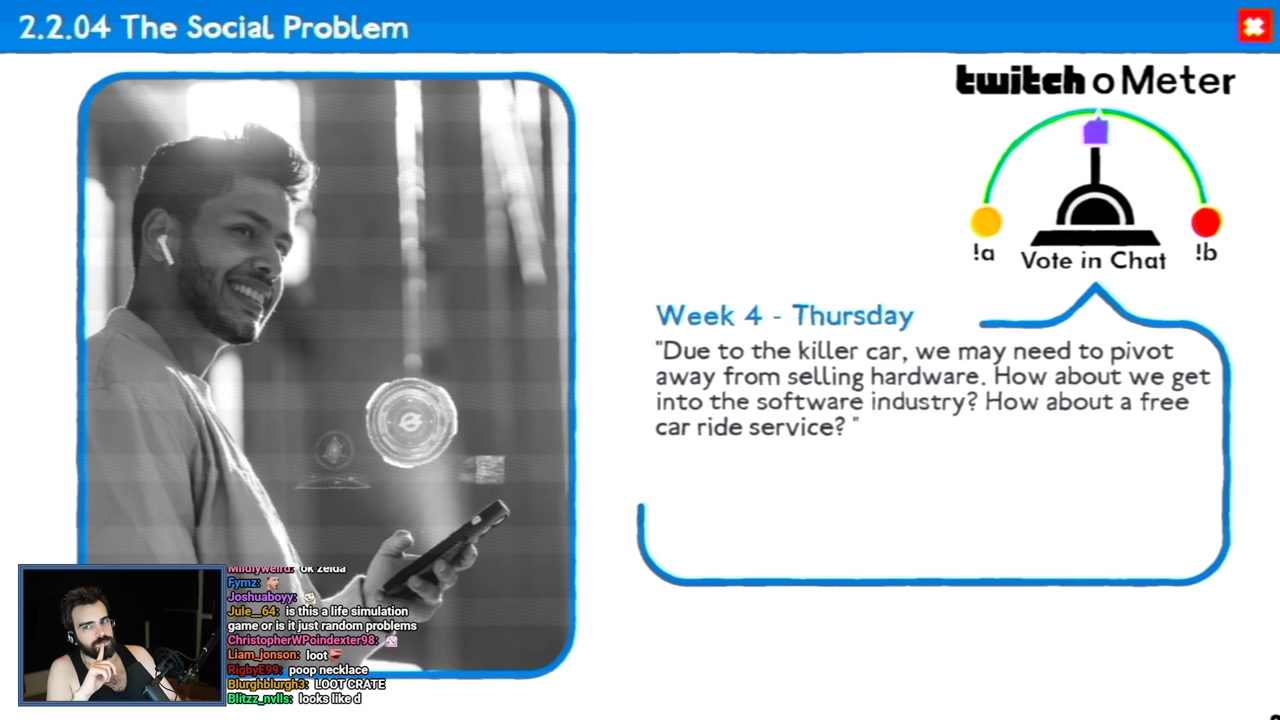 2.2.04 The Social Problem
twitch o Meter
!a
Vote in Chat
!b
Week 4 - Thursday
"Due to the killer car, we may need to pivot
away from selling hardware. How about we get
into the software industry? How about a free
car ride service? "
Mildlyweird: ok zelda
Fymz:
Joshuaboyy:
Jule__64: is this a life simulation
game or is it just random problems
ChristopherWPoindexter98:
Liam_jonson: loot
RigbyE99: poop necklace
Blurghblurgh3: LOOT CRATE
Blitzz_nvlls: looks like d